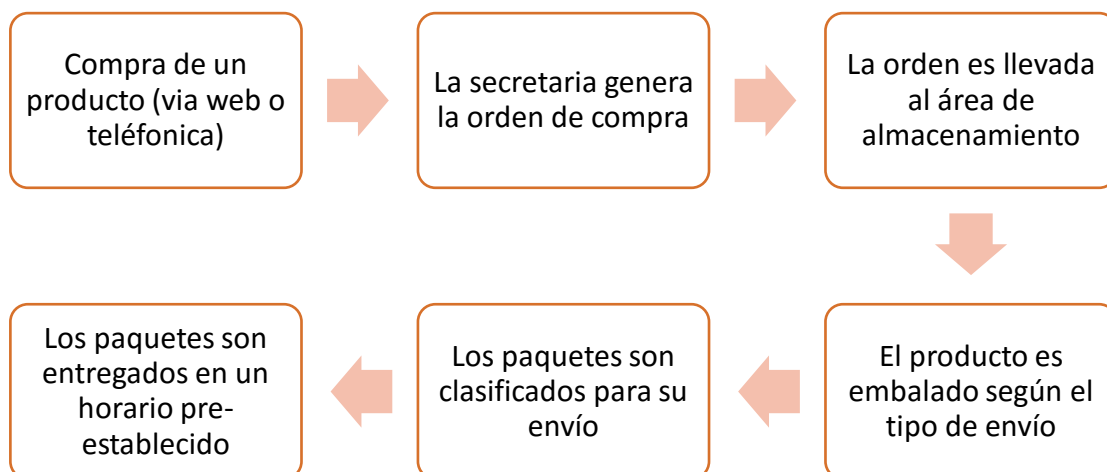 Compra de un
producto (via web o
teléfonica)
La secretaria genera
la orden de compra
La orden es llevada
al área de
almacenamiento
El producto es
embalado según el
tipo de envío
Los paquetes son
clasificados para su
envío
Los paquetes son
entregados en un
horario pre-
establecido